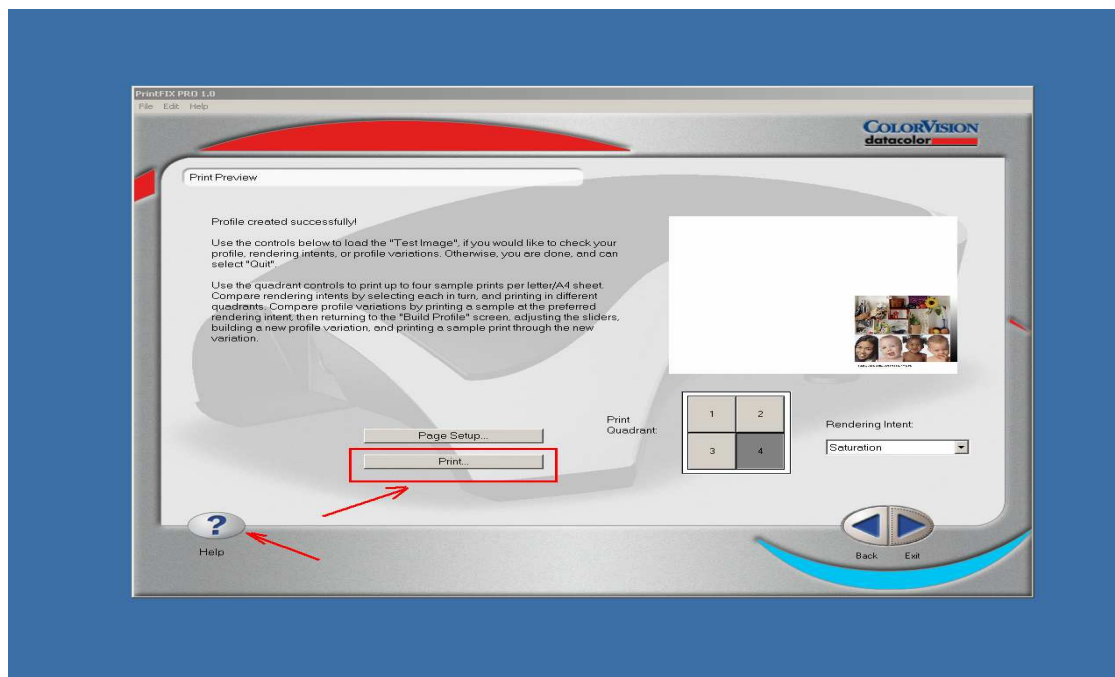 PrintFIX PRO 1.0
File Edit Help
COLORVISION
datacolor
Print Preview
Profile created successfully!
Use the controls below to load the "Test Image", if you would like to check your
profile, rendering intents, or profile variations. Otherwise, you are done, and can
select "Quit".
Use the quadrant controls to print up to four sample prints per letter/A4 sheet.
Compare rendering intents by selecting each in turn, and printing in different
quadrants. Compare profile variations by printing a sample at the preferred
rendering intent, then returning to the "Build Profile" screen, adjusting the sliders,
building a new profile variation, and printing a sample print through the new
variation.
Page Setup...
Print...
Print
Quadrant:
1 2
3 4
Rendering Intent:
Saturation
?
Help
Back Exit